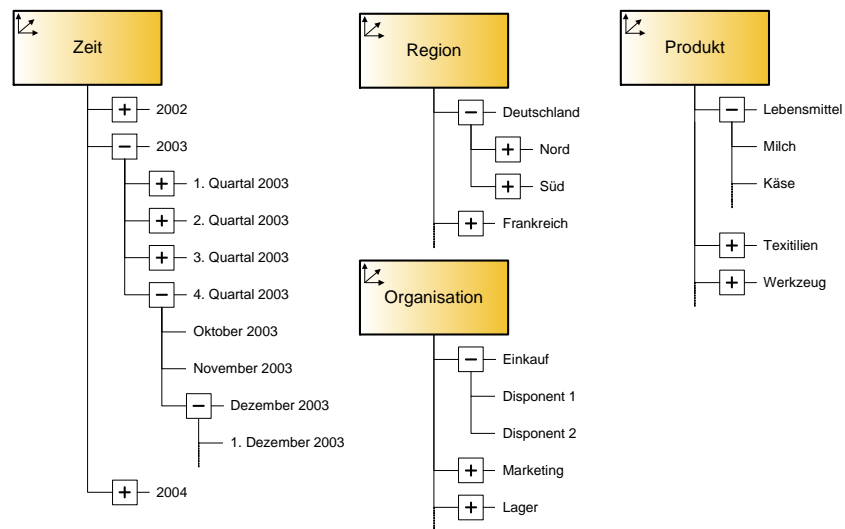 Zeit
2002
2003
1. Quartal 2003
2. Quartal 2003
3. Quartal 2003
4. Quartal 2003
Oktober 2003
November 2003
Dezember 2003
1. Dezember 2003
2004
Region
Deutschland
Nord
Süd
Frankreich
Organisation
Einkauf
Disponent 1
Disponent 2
Marketing
Lager
Produkt
Lebensmittel
Milch
Käse
Texitilien
Werkzeug